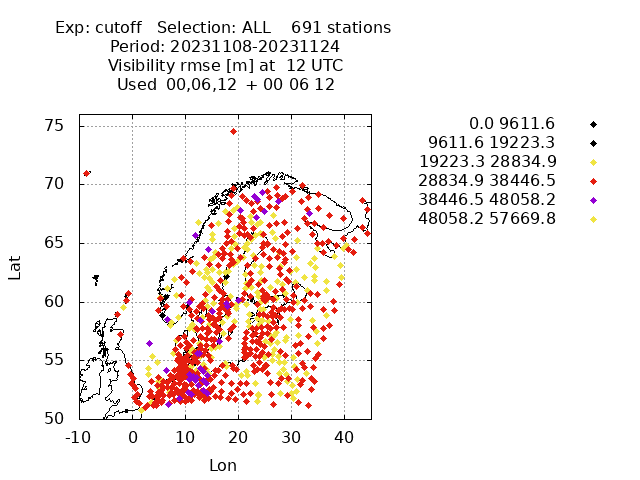 Exp: cutoff   Selection: ALL    691 stations
Period: 20231108-20231124
Visibility rmse [m] at  12 UTC
Used  00,06,12  + 00 06 12
0.0 9611.6
9611.6 19223.3
19223.3 28834.9
28834.9 38446.5
38446.5 48058.2
48058.2 57669.8
75
70
65
60
55
50
Lat
-10 0 10 20 30 40
Lon